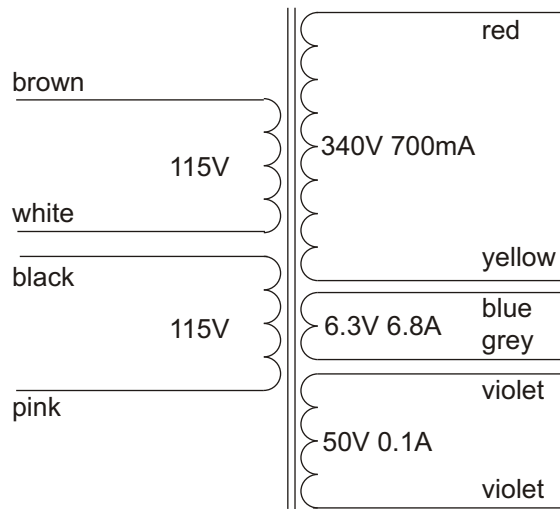 red
brown
115V
340V 700mA
white
yellow
black
blue
115V
6.3V 6.8A
grey
violet
pink
50V 0.1A
violet